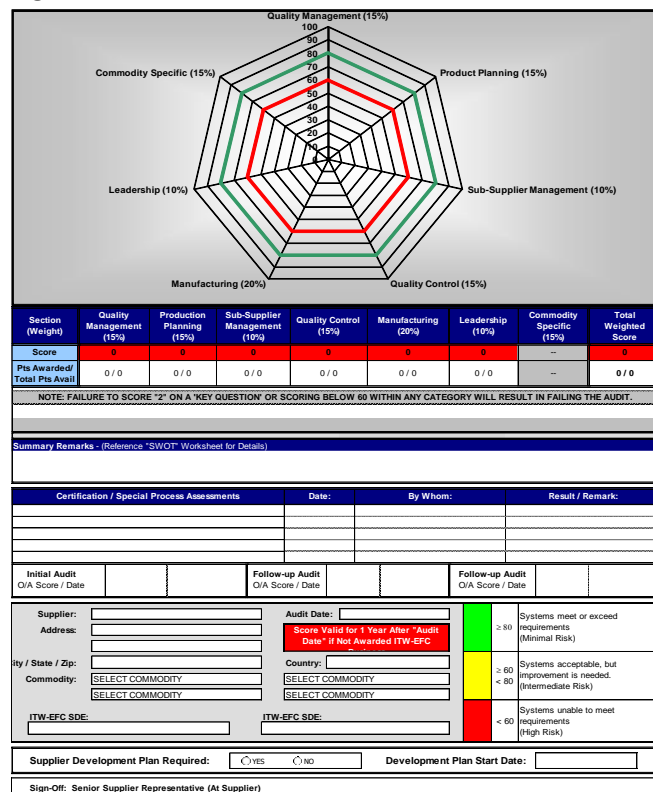 Quality Management (15%)
100
90
80
70
60
50
40
30
20
10
0
Commodity Specific (15%)
Product Planning (15%)
Leadership (10%)
Sub-Supplier Management (10%)
Manufacturing (20%)
Quality Control (15%)
Section (Weight) Quality Management (15%) Production Planning (15%) Sub-Supplier Management (10%) Quality Control (15%) Manufacturing (20%) Leadership (10%) Commodity Specific (15%) Total Weighted Score
Score 0 0 0 0 0 0 -- 0
Pts Awarded/ Total Pts Avail 0 / 0 0 / 0 0 / 0 0 / 0 0 / 0 0 / 0 -- 0 / 0
NOTE: FAILURE TO SCORE "2" ON A 'KEY QUESTION' OR SCORING BELOW 60 WITHIN ANY CATEGORY WILL RESULT IN FAILING THE AUDIT.
Summary Remarks - (Reference "SWOT" Worksheet for Details)
Certification / Special Process Assessments Date: By Whom: Result / Remark:
Initial Audit Follow-up Audit Follow-up Audit
O/A Score / Date O/A Score / Date O/A Score / Date
Supplier: Audit Date:
Address: Score Valid for 1 Year After "Audit
Date" if Not Awarded ITW-EFC
ity / State / Zip: Country:
Commodity: SELECT COMMODITY SELECT COMMODITY
SELECT COMMODITY SELECT COMMODITY
ITW-EFC SDE: ITW-EFC SDE:
≥ 80 Systems meet or exceed
requirements
(Minimal Risk)
≥ 60 Systems acceptable, but
< 80 improvement is needed.
(Intermediate Risk)
Systems unable to meet
< 60 requirements
(High Risk)
Supplier Development Plan Required: YES NO Development Plan Start Date:
Sign-Off: Senior Supplier Representative (At Supplier)